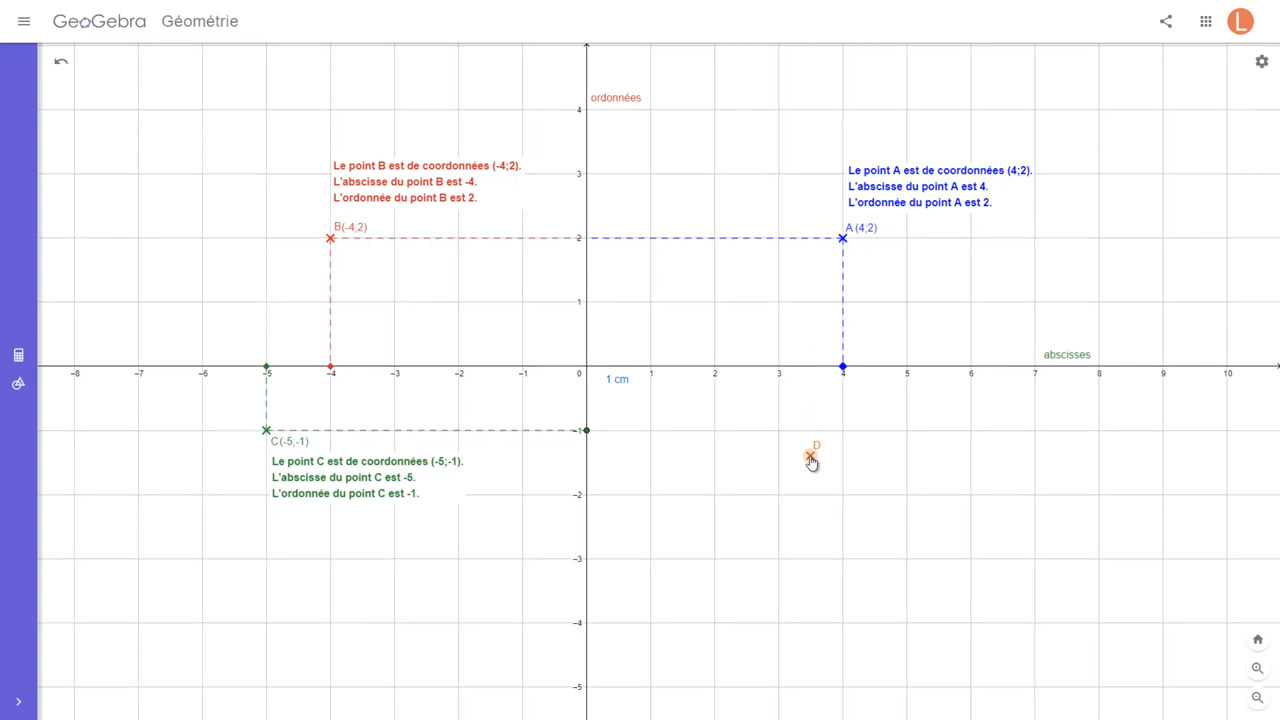 GeoGebra Géométrie
L
ordonnées
4
Le point B est de coordonnées (-4;2).
L'abscisse du point B est -4.
L'ordonnée du point B est 2.
Le point A est de coordonnées (4;2).
L'abscisse du point A est 4.
L'ordonnée du point A est 2.
3
B(-4;2)
A (4;2)
2
1
abscisses
–8 –7 –6 –5 –4 –3 –2 –1 0 1 2 3 4 5 6 7 8 9 10
1 cm
–1
C(-5;-1)
D
Le point C est de coordonnées (-5;-1).
L'abscisse du point C est -5.
L'ordonnée du point C est -1.
–2
–3
–4
–5